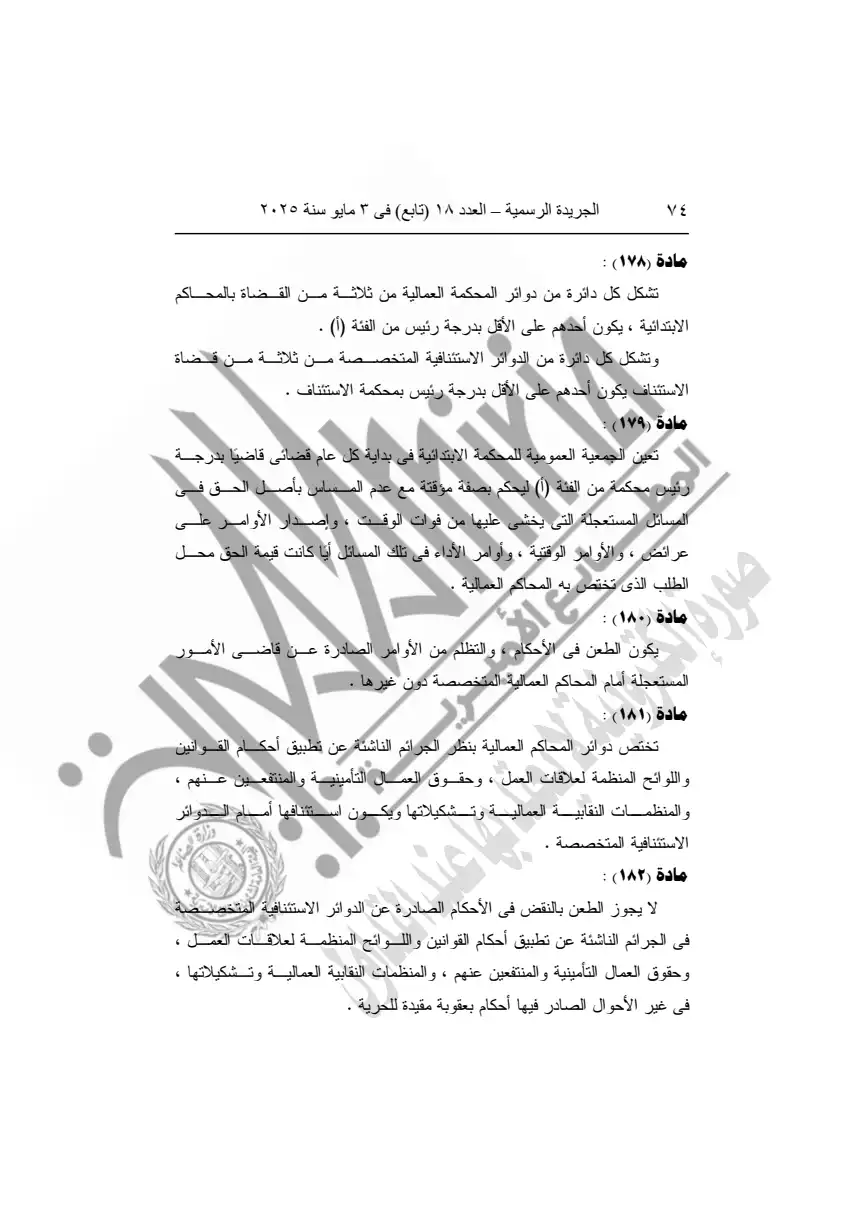 ٧٤ الجريدة الرسمية – العدد ١٨ (تابع) فى ٣ مايو سنة ٢٠٢٥
مادة (١٧٨) :
تشكل كل دائرة من دوائر المحكمة العمالية من ثلاثة من القضاة بالمحاكم
الابتدائية ، يكون أحدهم على الأقل بدرجة رئيس من الفئة (أ) .
وتشكل كل دائرة من الدوائر الاستئنافية المتخصصة من ثلاثة من قضاة
الاستئناف يكون أحدهم على الأقل بدرجة رئيس بمحكمة الاستئناف .
مادة (١٧٩) :
تعين الجمعية العمومية للمحكمة الابتدائية فى بداية كل عام قضائى قاضيًا بدرجة
رئيس محكمة من الفئة (أ) ليحكم بصفة مؤقتة مع عدم المساس بأصل الحق فى
المسائل المستعجلة التى يخشى عليها من فوات الوقت ، وإصدار الأوامر على
عرائض ، والأوامر الوقتية ، وأوامر الأداء فى تلك المسائل أيًا كانت قيمة الحق محل
الطلب الذى تختص به المحاكم العمالية .
مادة (١٨٠) :
يكون الطعن فى الأحكام ، والتظلم من الأوامر الصادرة عن قاضى الأمور
المستعجلة أمام المحاكم العمالية المتخصصة دون غيرها .
مادة (١٨١) :
تختص دوائر المحاكم العمالية بنظر الجرائم الناشئة عن تطبيق أحكام القوانين
واللوائح المنظمة لعلاقات العمل ، وحقوق العمال التأمينية والمنتفعين عنهم ،
والمنظمات النقابية العمالية وتشكيلاتها ويكون استئنافها أمام الدوائر
الاستئنافية المتخصصة .
مادة (١٨٢) :
لا يجوز الطعن بالنقض فى الأحكام الصادرة عن الدوائر الاستئنافية المتخصصة
فى الجرائم الناشئة عن تطبيق أحكام القوانين واللوائح المنظمة لعلاقات العمل ،
وحقوق العمال التأمينية والمنتفعين عنهم ، والمنظمات النقابية العمالية وتشكيلاتها ،
فى غير الأحوال الصادر فيها أحكام بعقوبة مقيدة للحرية .
صورة إلكترونية لا يعتد بها عند التداول
المطابع الأميرية